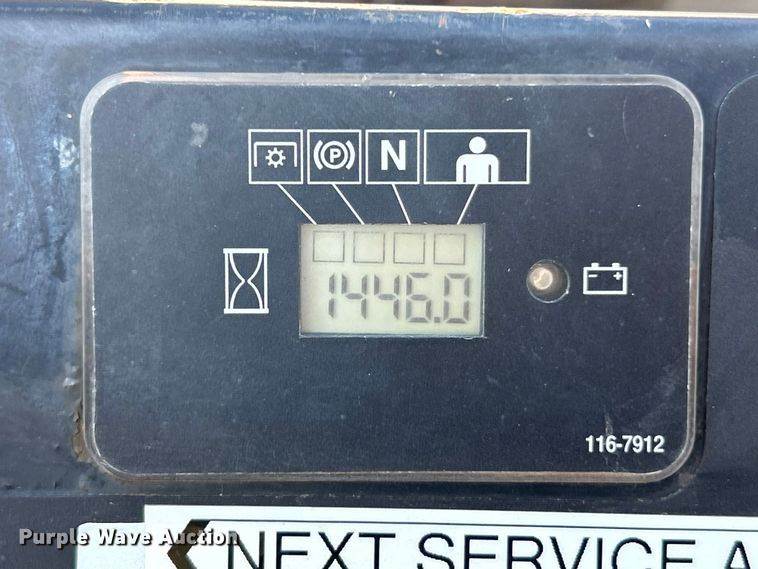 P
N
1446.0
116-7912
Purple Wave Auction
NEXT SERVICE A